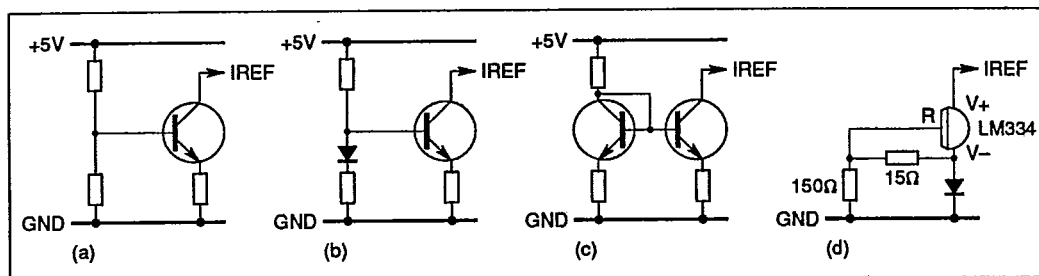 +5V
IREF
GND
(a)
+5V
IREF
GND
(b)
+5V
IREF
GND
(c)
IREF
V+
R
LM334
V–
15Ω
150Ω
GND
(d)